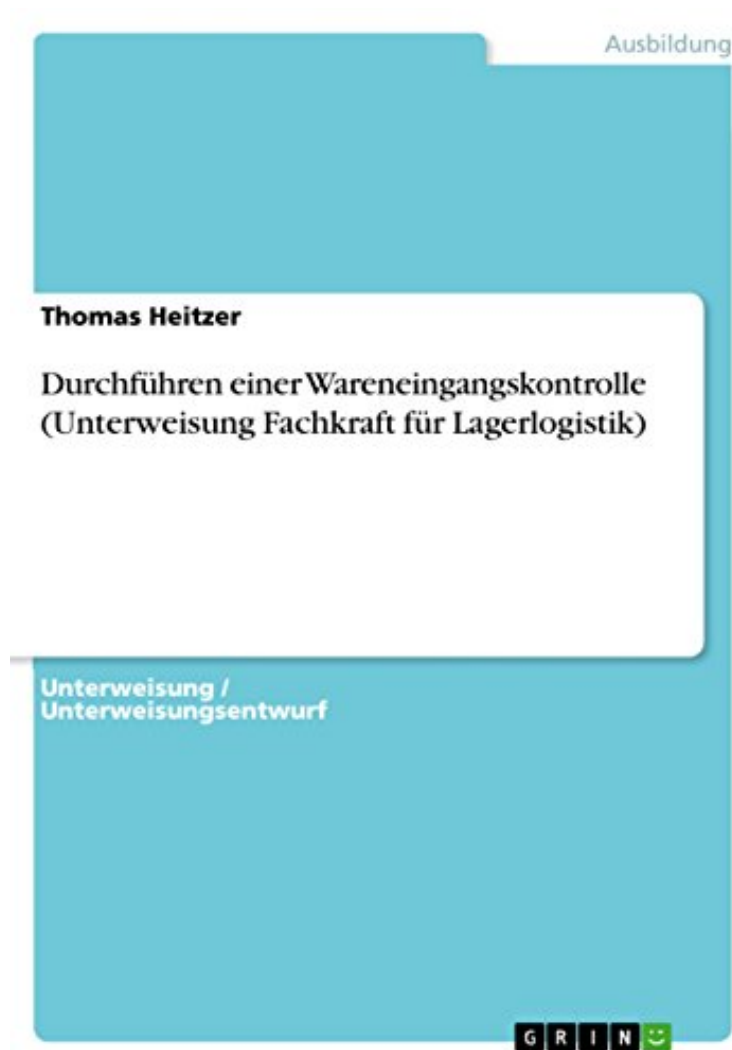 Ausbildung
Thomas Heitzer
Durchführen einer Wareneingangskontrolle
(Unterweisung Fachkraft für Lagerlogistik)
Unterweisung /
Unterweisungsentwurf
GRIN